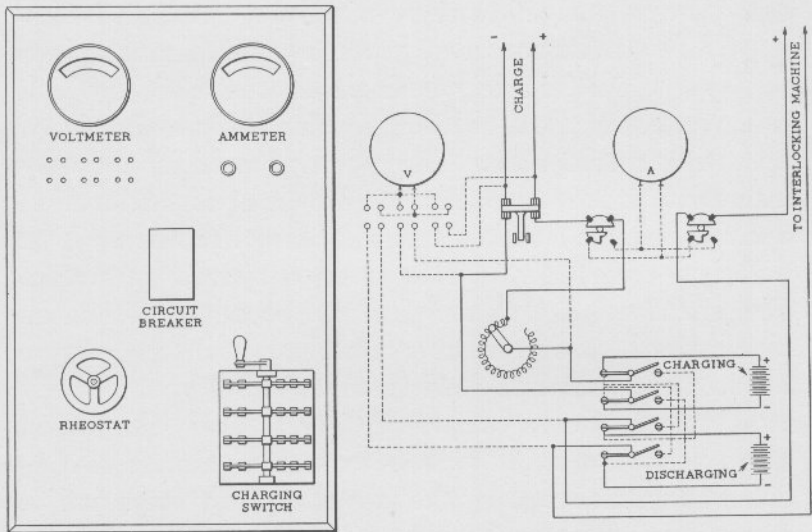 VOLTMETER
AMMETER
CIRCUIT
BREAKER
RHEOSTAT
CHARGING
SWITCH
- +
CHARGE
V
A
+
TO INTERLOCKING MACHINE
CHARGING
+
-
+
DISCHARGING
-